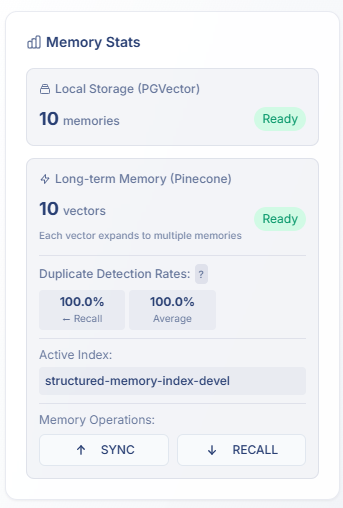 Memory Stats
Local Storage (PGVector)
10 memories
Ready
Long-term Memory (Pinecone)
10 vectors
Ready
Each vector expands to multiple memories
Duplicate Detection Rates: ?
100.0% 100.0%
← Recall Average
Active Index:
structured-memory-index-devel
Memory Operations:
↑ SYNC ↓ RECALL